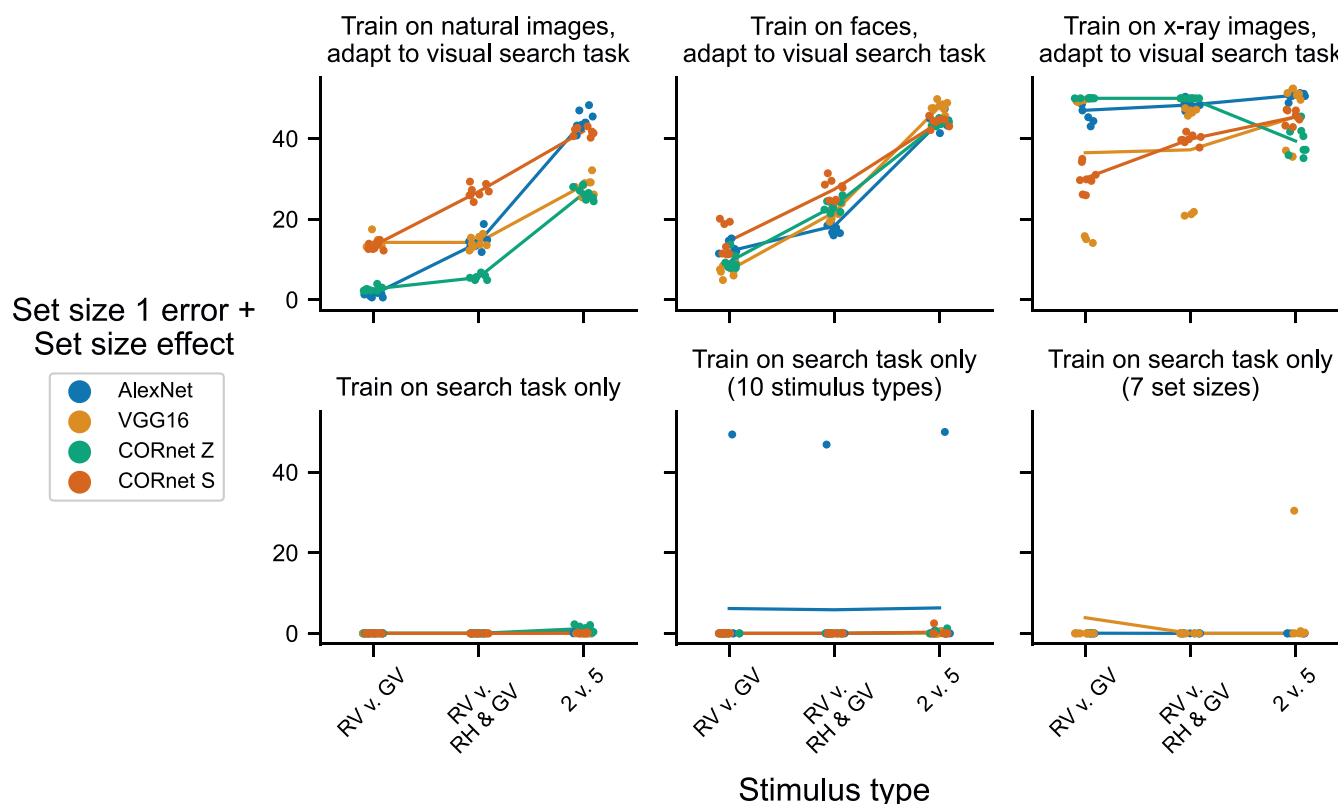 Train on natural images,
adapt to visual search task
Train on faces,
adapt to visual search task
Train on x-ray images,
adapt to visual search task
40
20
0
Set size 1 error +
Set size effect
AlexNet
VGG16
CORnet Z
CORnet S
Train on search task only
Train on search task only
(10 stimulus types)
Train on search task only
(7 set sizes)
40
20
0
RV v. GV
RV v.
RH & GV
2 v. 5
RV v. GV
RV v.
RH & GV
2 v. 5
RV v. GV
RV v.
RH & GV
2 v. 5
Stimulus type